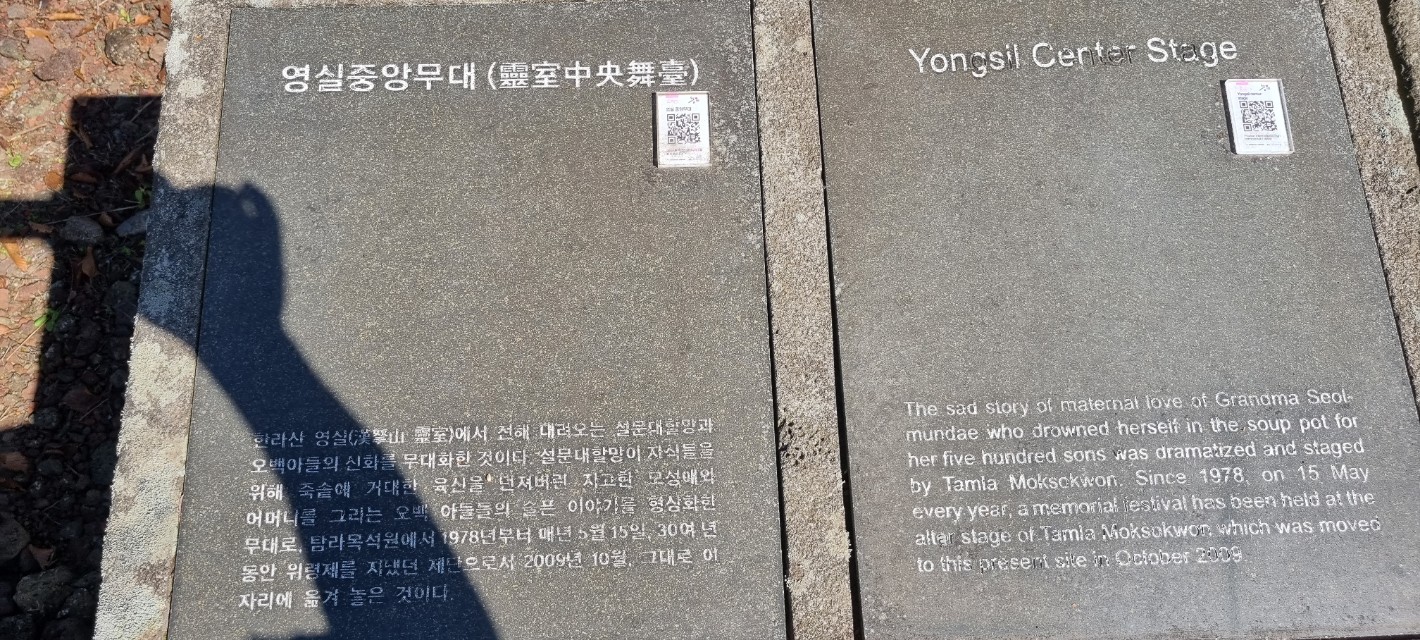 영실중앙무대 (靈室中央舞臺)
한라산 영실(漢拏山 靈室)에서 전해 내려오는 설문대할망과
오백아들의 신화를 무대화한 것이다. 설문대할망이 자식들을
위해 죽솥에 거대한 육신을 던져버린 지고한 모성애와
어머니를 그리는 오백 아들들의 슬픈 이야기를 형상화한
무대로, 탐라목석원에서 1978년부터 매년 5월 15일, 30여 년
동안 위령제를 지냈던 제단으로서 2009년 10월, 그대로 이
자리에 옮겨 놓은 것이다.
Yongsil Center Stage
The sad story of maternal love of Grandma Seol-
mundae who drowned herself in the soup pot for
her five hundred sons was dramatized and staged
by Tamla Moksckwon. Since 1978, on 15 May
every year, a memorial festival has been held at the
altar stage of Tamla Moksokwon which was moved
to this present site in October 2009.